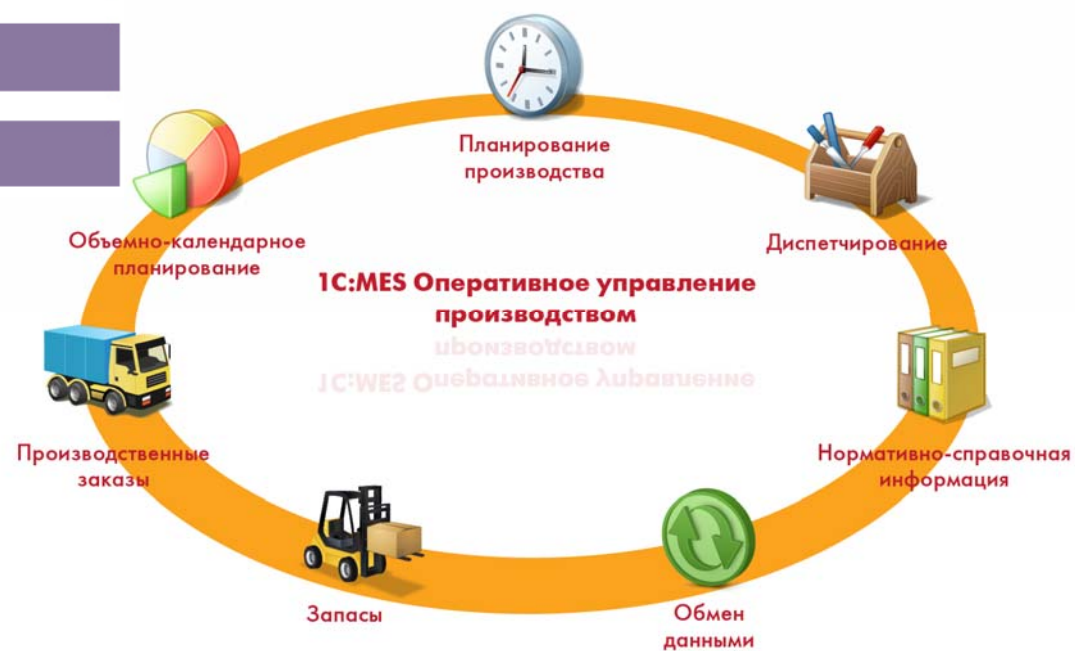 Планирование
производства
Объемно-календарное
планирование
Диспетчирование
1С:MES Оперативное управление
производством
Производственные
заказы
Нормативно-справочная
информация
Запасы
Обмен
данными